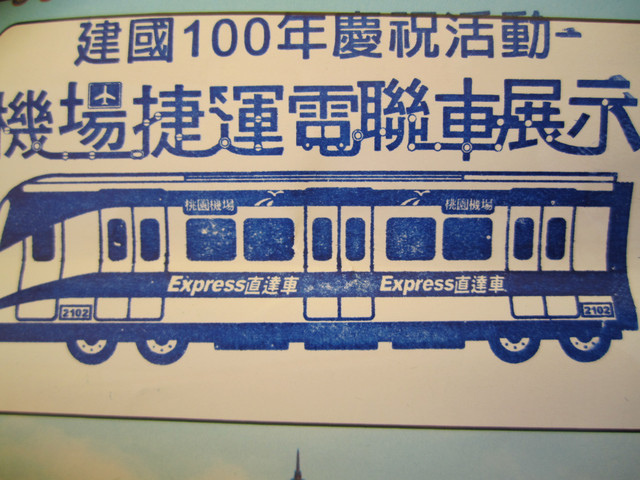 建國100年慶祝活動-
機場捷運電聯車展示
桃園機場 桃園機場
Express直達車 Express直達車
2102 2102